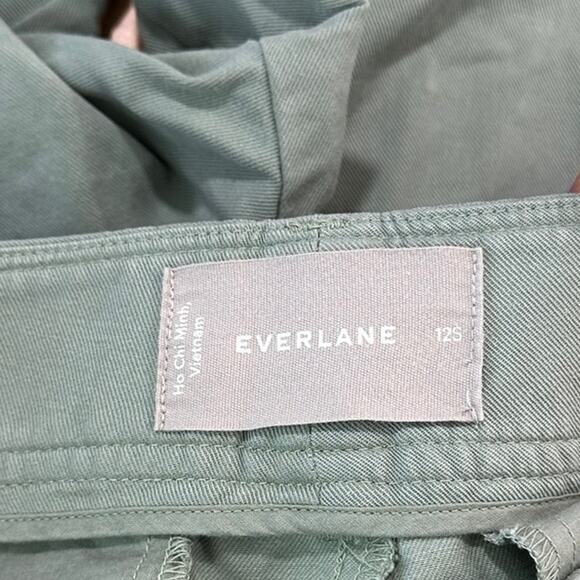 Ho Chi Minh,
Vietnam
EVERLANE
12S